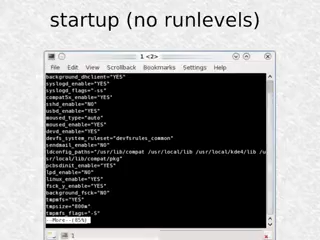 startup (no runlevels)
1 <2>
File Edit View Scrollback Bookmarks Settings Help
background_dhclient="YES"
syslogd_enable="YES"
syslogd_flags="-ss"
compat5x_enable="YES"
sshd_enable="NO"
usbd_enable="YES"
moused_type="auto"
moused_enable="YES"
devd_enable="YES"
devfs_system_ruleset="devfsrules_common"
sendmail_enable="NO"
ldconfig_paths="/usr/lib/compat /usr/local/lib /usr/local/kde4/lib /u
sr/local/lib/compat/pkg"
pcbsdinit_enable="YES"
lpd_enable="NO"
linux_enable="YES"
fsck_y_enable="YES"
background_fsck="NO"
tmpmfs="YES"
tmpsize="800m"
tmpmfs_flags="-S"
--More--(45%)
1